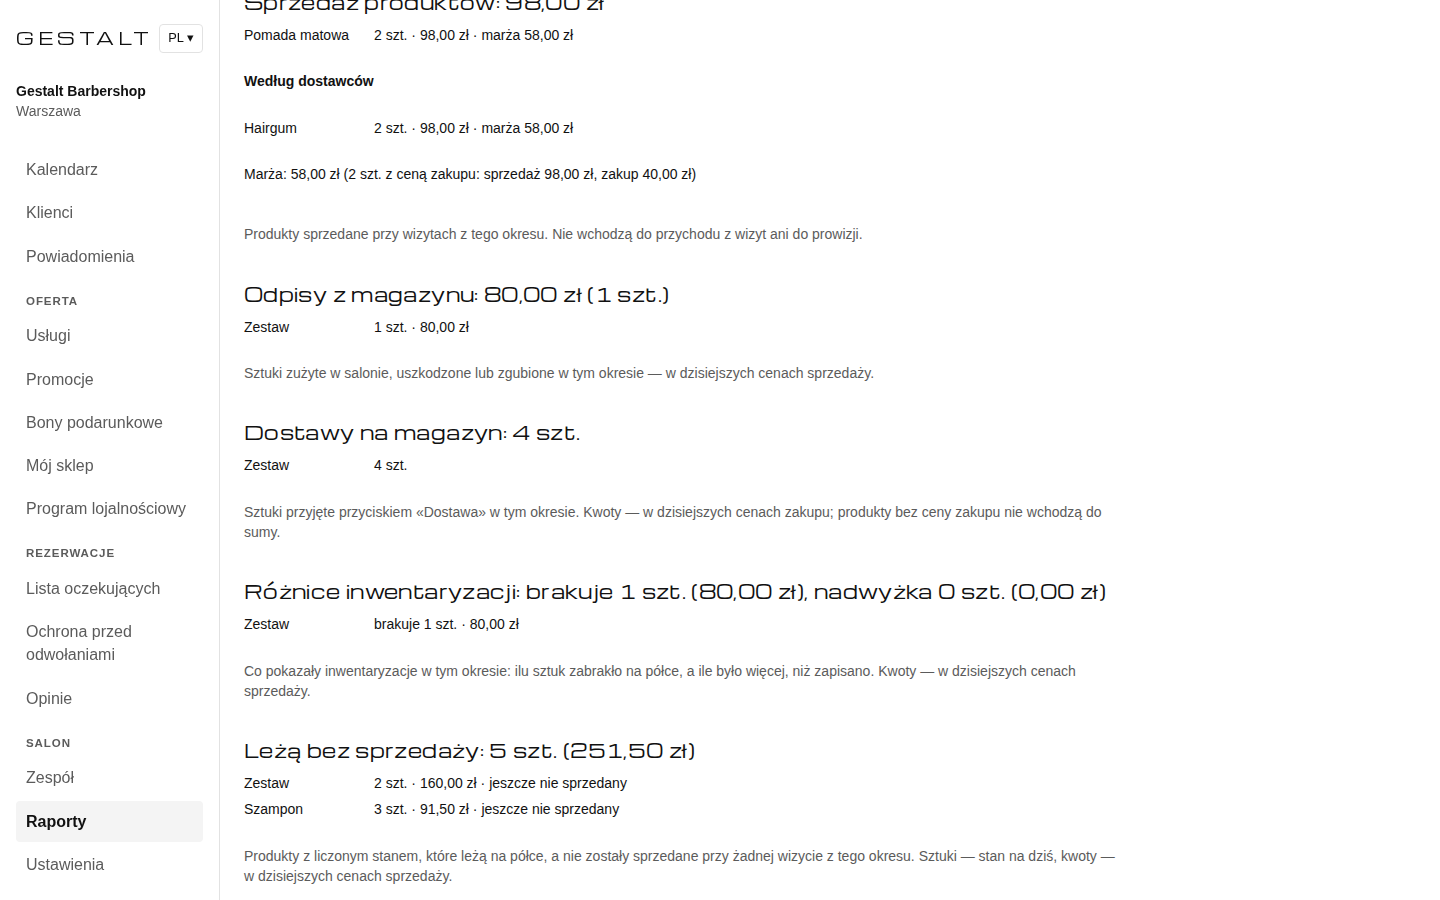 GESTALT
PL ▾
Gestalt Barbershop
Warszawa
Kalendarz
Klienci
Powiadomienia
OFERTA
Usługi
Promocje
Bony podarunkowe
Mój sklep
Program lojalnościowy
REZERWACJE
Lista oczekujących
Ochrona przed
odwołaniami
Opinie
SALON
Zespół
Raporty
Ustawienia
Sprzedaż produktów: 98,00 zł
Pomada matowa 2 szt. · 98,00 zł · marża 58,00 zł
Według dostawców
Hairgum 2 szt. · 98,00 zł · marża 58,00 zł
Marża: 58,00 zł (2 szt. z ceną zakupu: sprzedaż 98,00 zł, zakup 40,00 zł)
Produkty sprzedane przy wizytach z tego okresu. Nie wchodzą do przychodu z wizyt ani do prowizji.
Odpisy z magazynu: 80,00 zł (1 szt.)
Zestaw 1 szt. · 80,00 zł
Sztuki zużyte w salonie, uszkodzone lub zgubione w tym okresie — w dzisiejszych cenach sprzedaży.
Dostawy na magazyn: 4 szt.
Zestaw 4 szt.
Sztuki przyjęte przyciskiem «Dostawa» w tym okresie. Kwoty — w dzisiejszych cenach zakupu; produkty bez ceny zakupu nie wchodzą do
sumy.
Różnice inwentaryzacji: brakuje 1 szt. (80,00 zł), nadwyżka 0 szt. (0,00 zł)
Zestaw brakuje 1 szt. · 80,00 zł
Co pokazały inwentaryzacje w tym okresie: ilu sztuk zabrakło na półce, a ile było więcej, niż zapisano. Kwoty — w dzisiejszych cenach
sprzedaży.
Leżą bez sprzedaży: 5 szt. (251,50 zł)
Zestaw 2 szt. · 160,00 zł · jeszcze nie sprzedany
Szampon 3 szt. · 91,50 zł · jeszcze nie sprzedany
Produkty z liczonym stanem, które leżą na półce, a nie zostały sprzedane przy żadnej wizycie z tego okresu. Sztuki — stan na dziś, kwoty —
w dzisiejszych cenach sprzedaży.